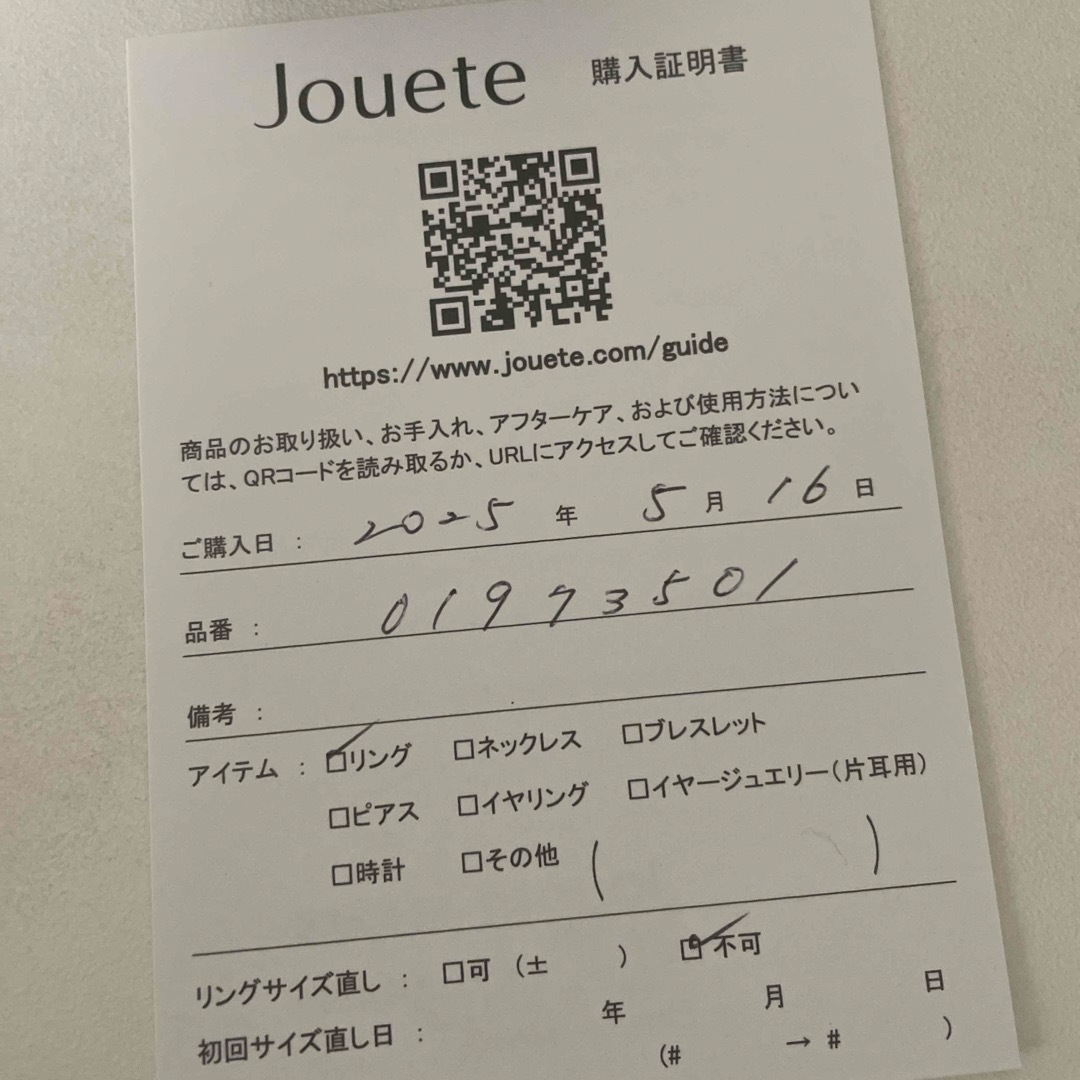 Jouete 購入証明書
https://www.jouete.com/guide
商品のお取り扱い、お手入れ、アフターケア、および使用方法につい
ては、QRコードを読み取るか、URLにアクセスしてご確認ください。
ご購入日 : 2025 年 5 月 16 日
品番 : 01973501
備考 :
アイテム : ☑リング □ネックレス □ブレスレット
□ピアス □イヤリング □イヤージュエリー(片耳用)
□時計 □その他 ( )
リングサイズ直し : □可 (± ) ☑不可
初回サイズ直し日 : 年 月 日
(# → # )